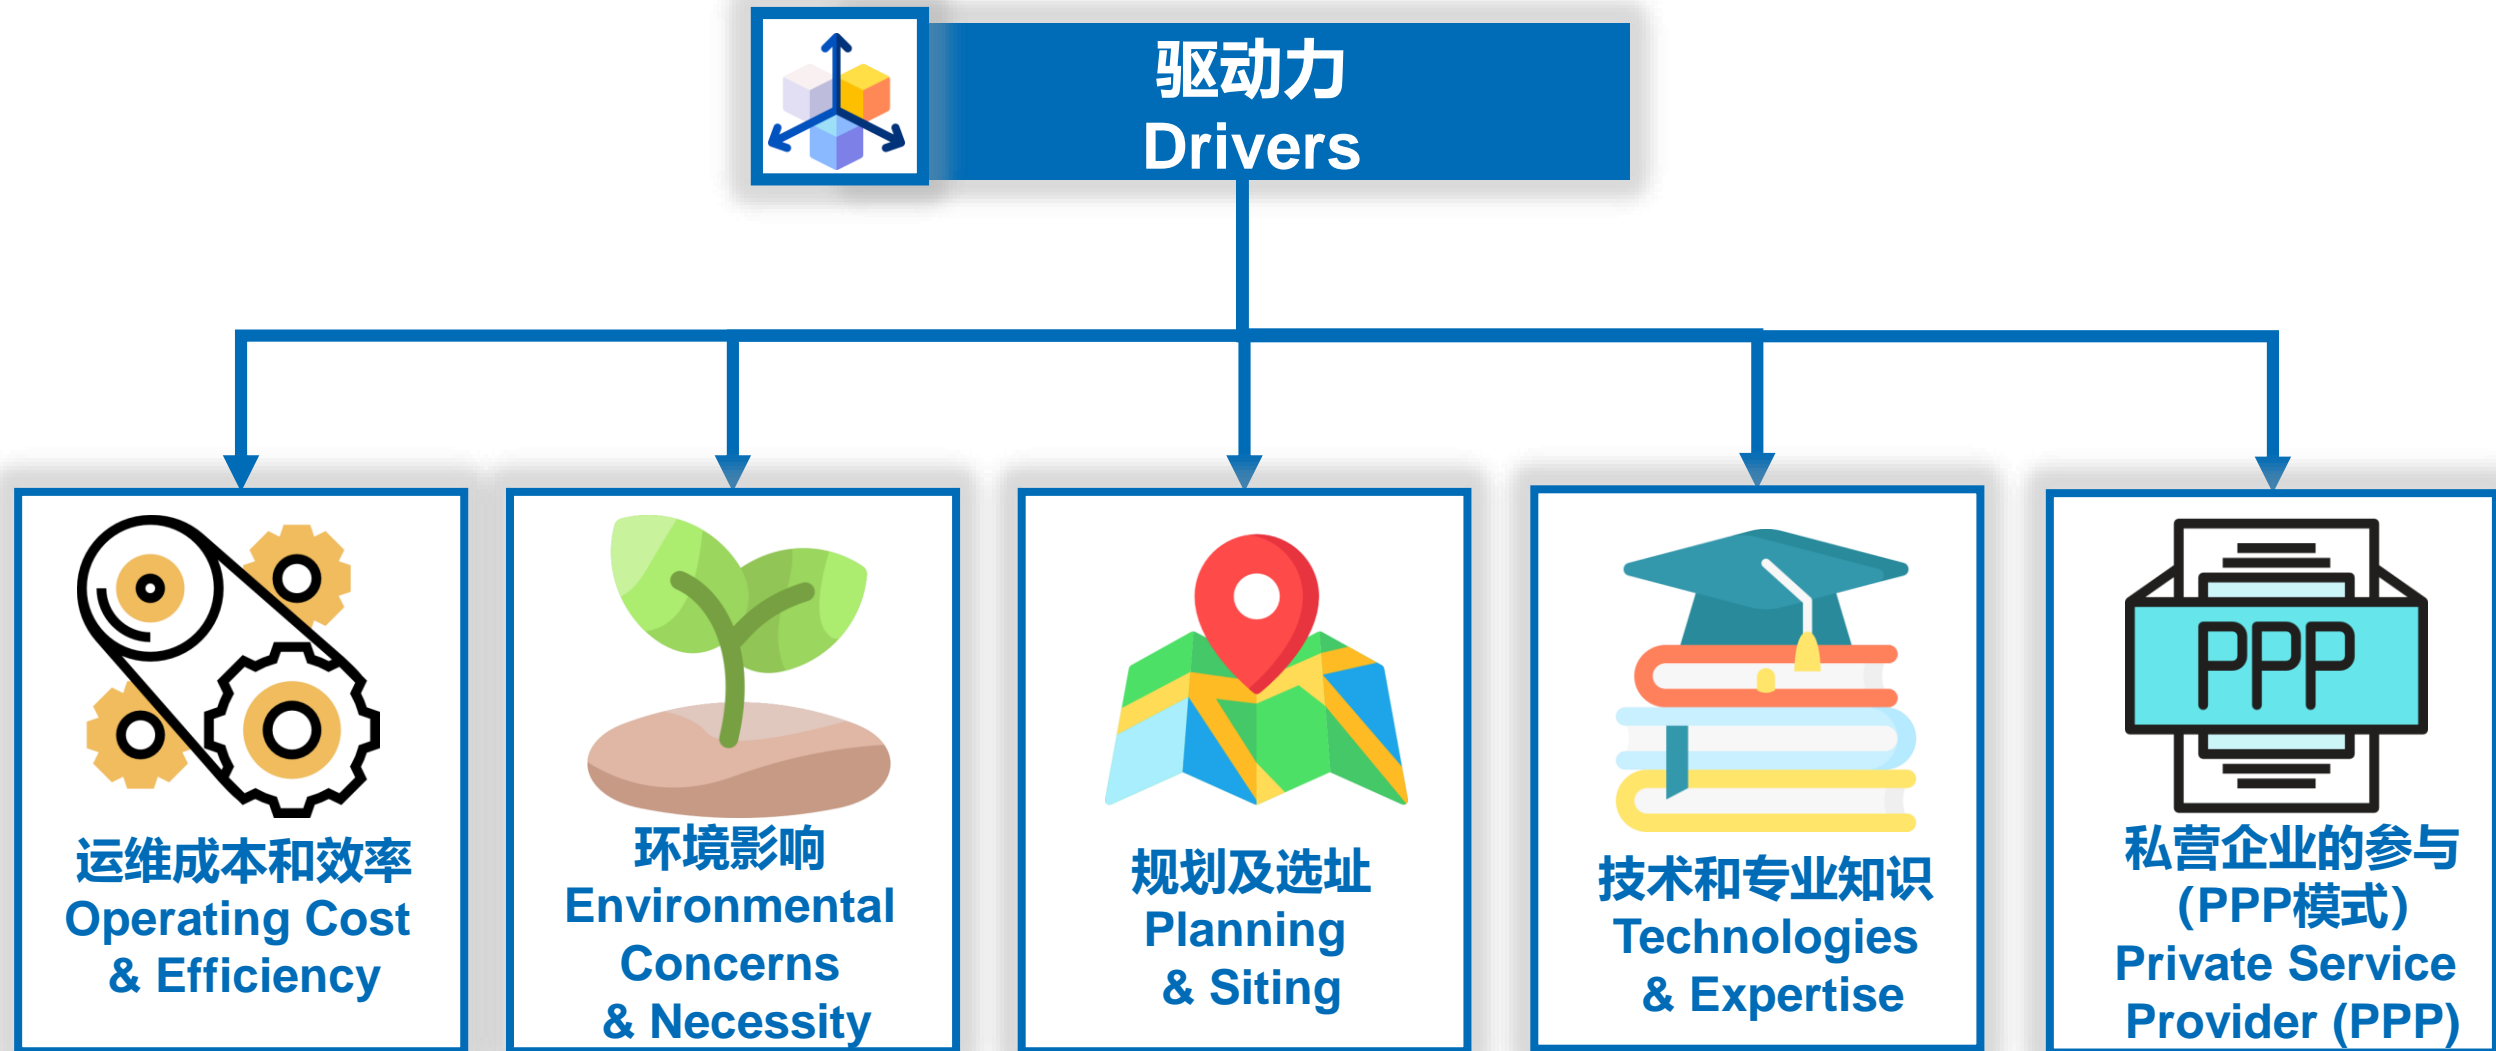 驱动力
Drivers
运维成本和效率
Operating Cost
& Efficiency
环境影响
Environmental
Concerns
& Necessity
规划及选址
Planning
& Siting
技术和专业知识
Technologies
& Expertise
PPP
私营企业的参与
(PPP模式)
Private Service
Provider (PPP)